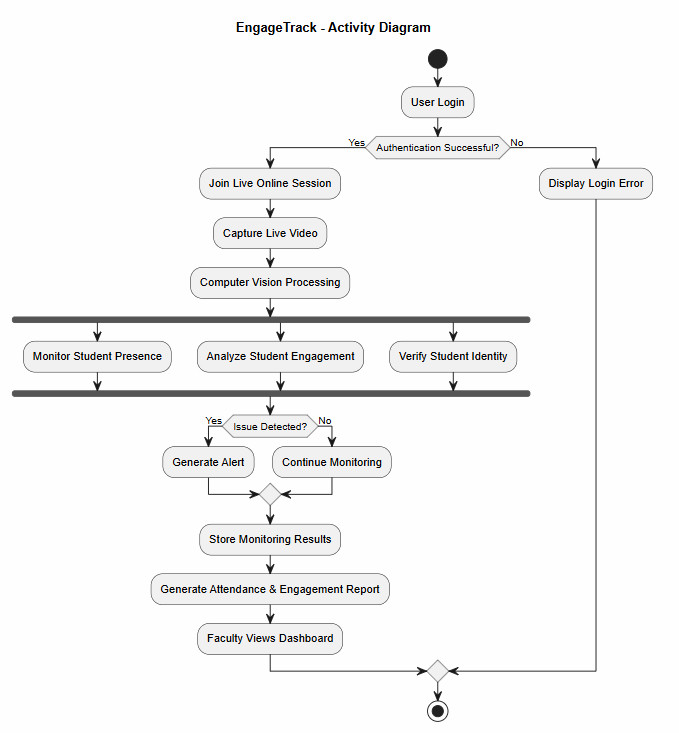 EngageTrack - Activity Diagram
User Login
Authentication Successful?
Yes
No
Join Live Online Session
Display Login Error
Capture Live Video
Computer Vision Processing
Monitor Student Presence
Analyze Student Engagement
Verify Student Identity
Issue Detected?
Yes
No
Generate Alert
Continue Monitoring
Store Monitoring Results
Generate Attendance & Engagement Report
Faculty Views Dashboard